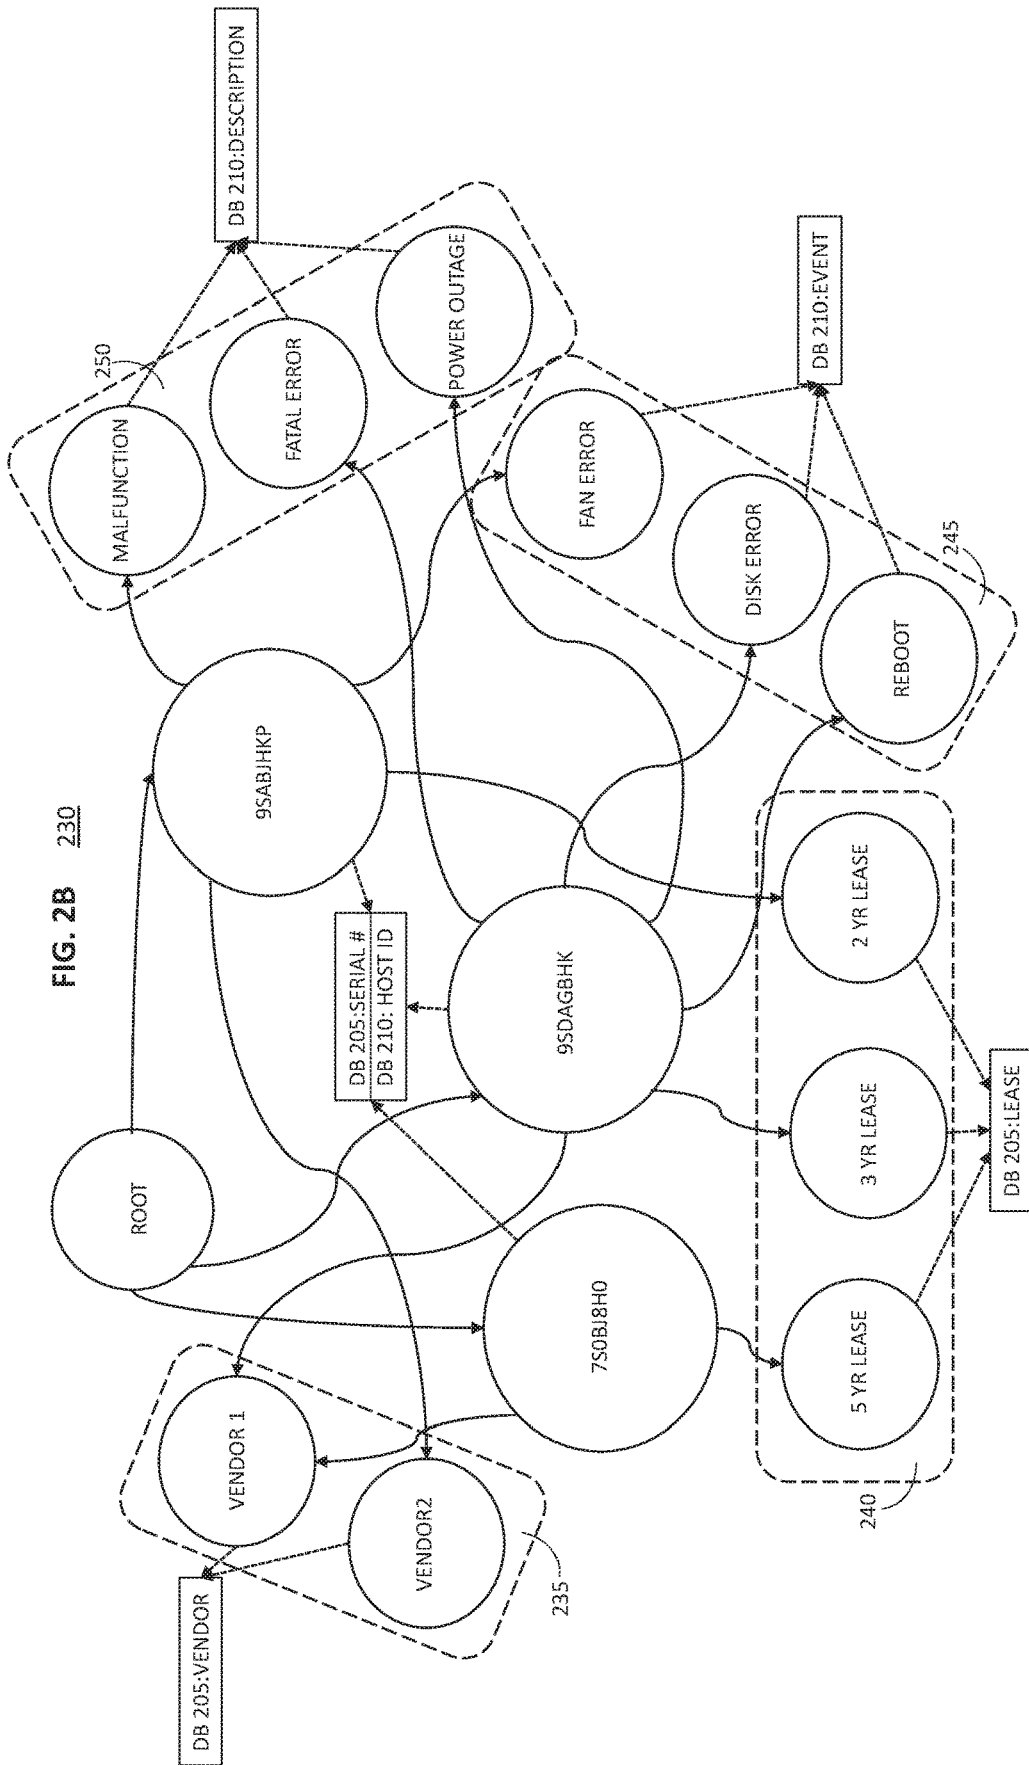 FIG. 2B
230
ROOT
DB 205:VENDOR
VENDOR 1
VENDOR2
235
9SABJHKP
DB 205:SERIAL #
DB 210: HOST ID
9SDAGBHK
7S0BJ8H0
250
MALFUNCTION
FATAL ERROR
POWER OUTAGE
DB 210:DESCRIPTION
FAN ERROR
DISK ERROR
REBOOT
245
DB 210:EVENT
5 YR LEASE
3 YR LEASE
2 YR LEASE
240
DB 205:LEASE